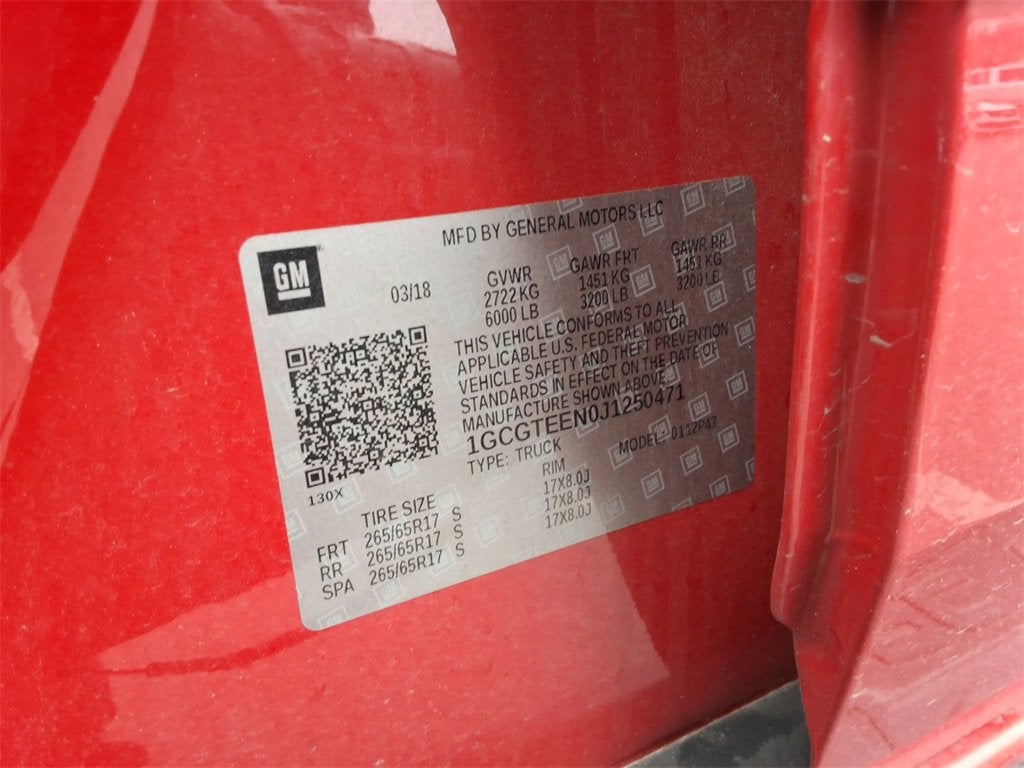 MFD BY GENERAL MOTORS LLC
GM
03/18
GVWR GAWR FRT GAWR RR
2722 KG 1451 KG 1451 KG
6000 LB 3200 LB 3200 LB
THIS VEHICLE CONFORMS TO ALL
APPLICABLE U.S. FEDERAL MOTOR
VEHICLE SAFETY AND THEFT PREVENTION
STANDARDS IN EFFECT ON THE DATE OF
MANUFACTURE SHOWN ABOVE.
1GCGTEEN0J1250471
TYPE: TRUCK MODEL: 0112P43
130X
TIRE SIZE RIM
FRT 265/65R17 S 17X8.0J
RR 265/65R17 S 17X8.0J
SPA 265/65R17 S 17X8.0J